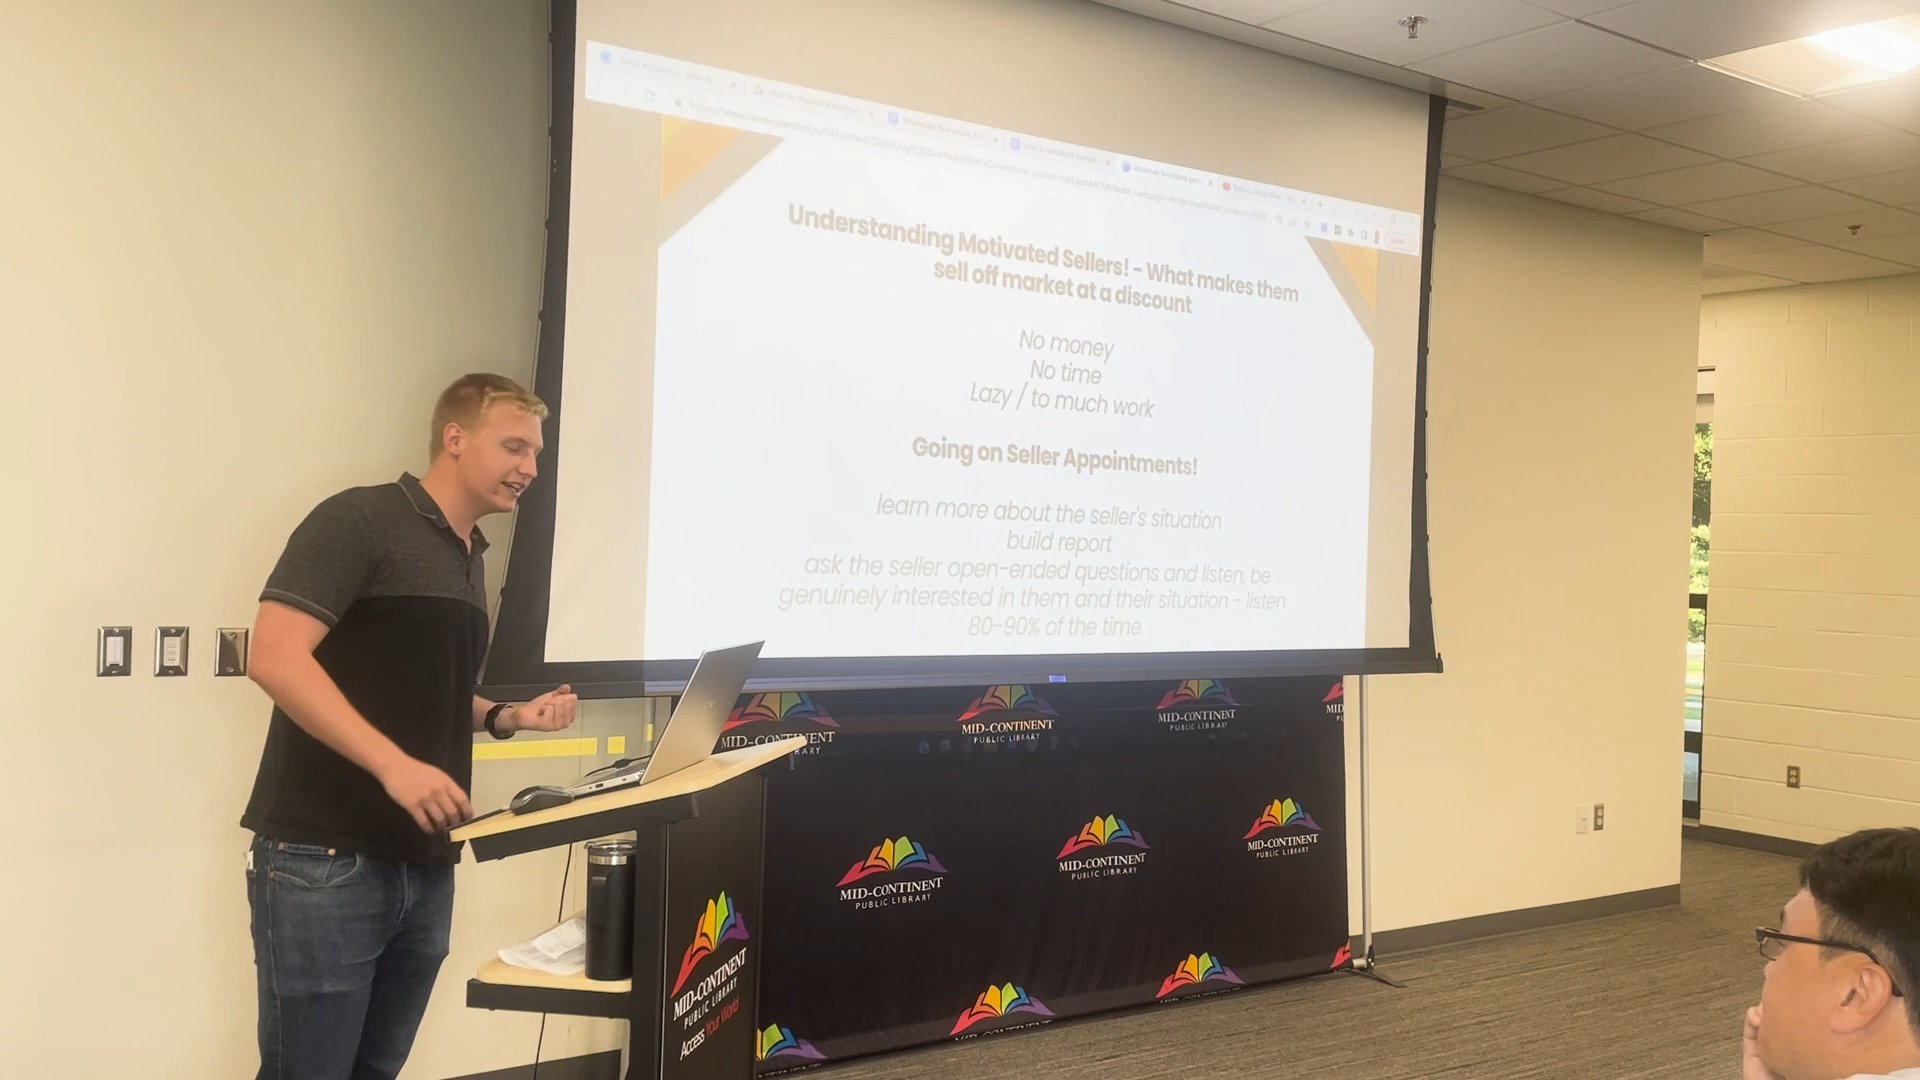 Understanding Motivated Sellers! - What makes them
sell off market at a discount
No money
No time
Lazy / to much work
Going on Seller Appointments!
learn more about the seller's situation
build report
ask the seller open-ended questions and listen, be
genuinely interested in them and their situation - listen
80-90% of the time
MID-CONTINENT
MID-CONTINENT
PUBLIC LIBRARY
MID-CONTINENT
PUBLIC LIBRARY
MID-CONTINENT
PUBLIC LIBRARY
MID-CONTINENT
PUBLIC LIBRARY
MID-CONTINENT
PUBLIC LIBRARY
MID-CONTINENT
PUBLIC LIBRARY
Access Your World